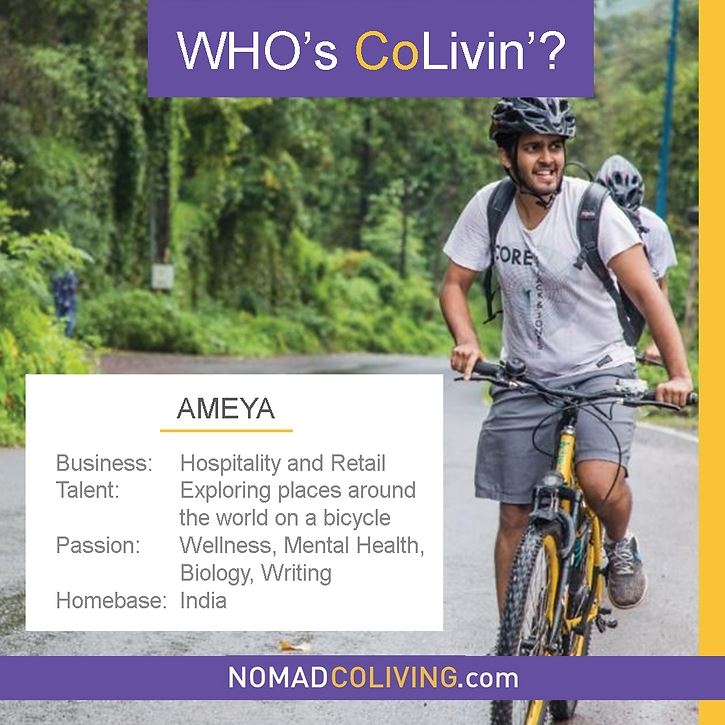 WHO's CoLivin'?
CORE
AMEYA
Business: Hospitality and Retail
Talent: Exploring places around
the world on a bicycle
Passion: Wellness, Mental Health,
Biology, Writing
Homebase: India
NOMADCOLIVING.com